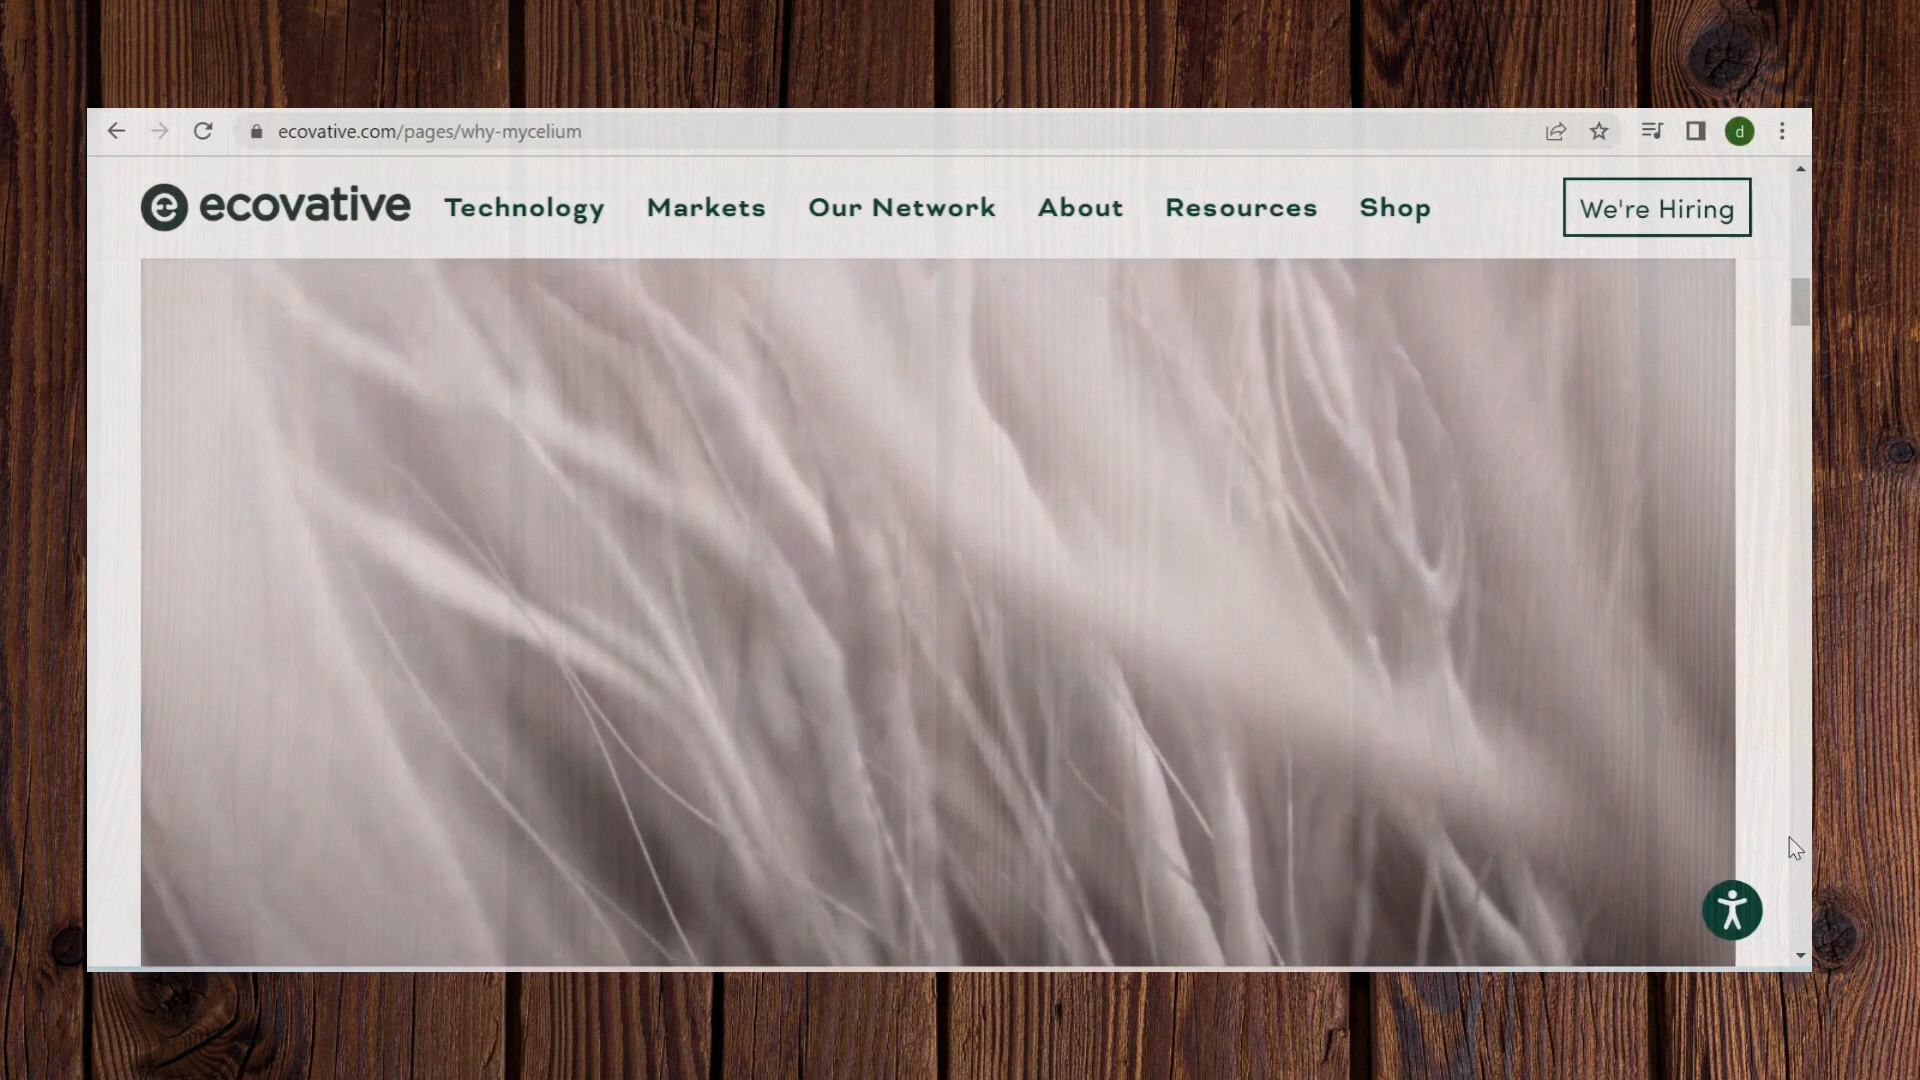 ecovative.com/pages/why-mycelium
d
ecovative Technology Markets Our Network About Resources Shop We're Hiring